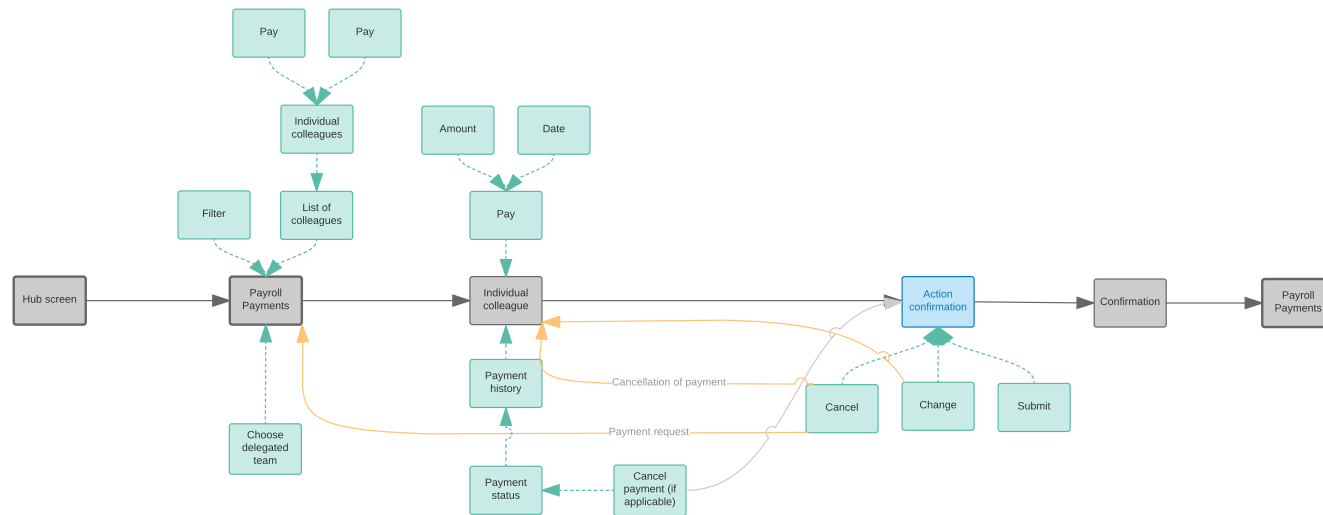 Pay
Pay
Individual
colleagues
Amount
Date
Filter
List of
colleagues
Pay
Hub screen
Payroll
Payments
Individual
colleague
Action
confirmation
Confirmation
Payroll
Payments
Payment
history
Cancellation of payment
Cancel
Change
Submit
Choose
delegated
team
Payment request
Payment
status
Cancel
payment (if
applicable)